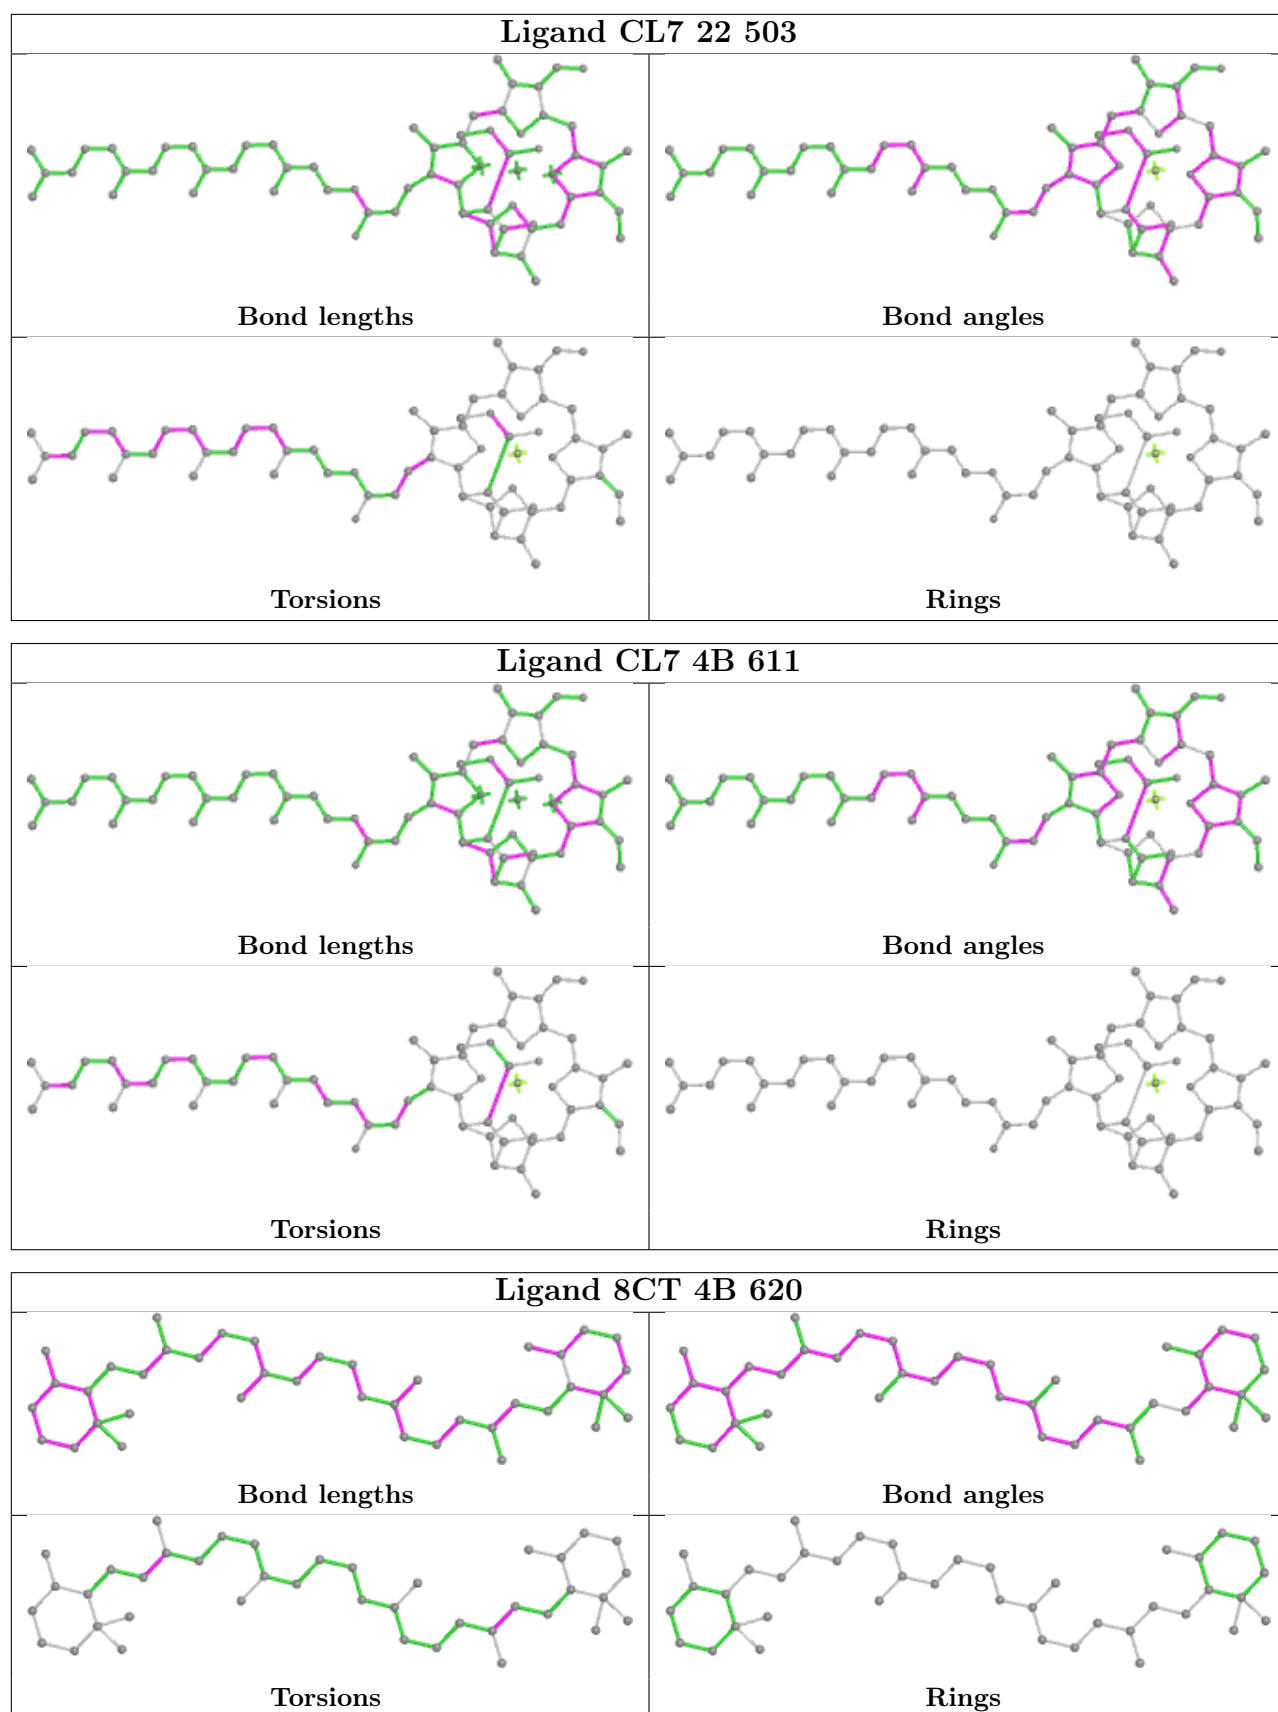 Ligand CL7 22 503
Bond lengths
Bond angles
Torsions
Rings
Ligand CL7 4B 611
Bond lengths
Bond angles
Torsions
Rings
Ligand 8CT 4B 620
Bond lengths
Bond angles
Torsions
Rings